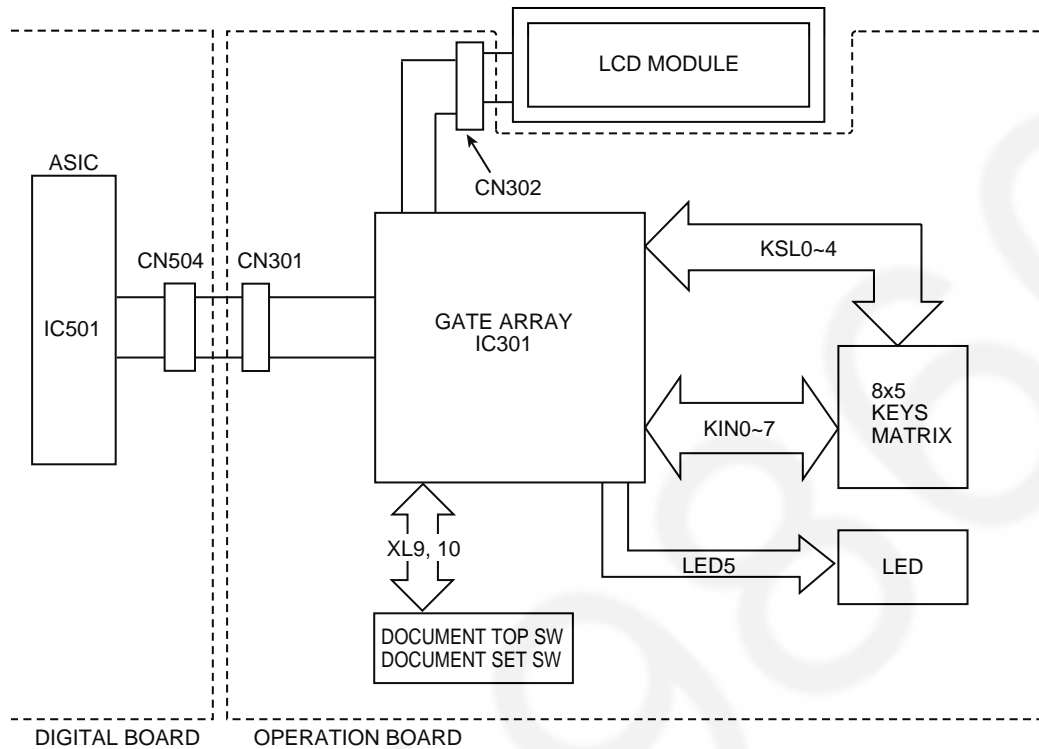 LCD MODULE
ASIC
CN302
CN504
CN301
KSL0~4
IC501
GATE ARRAY
IC301
8x5
KEYS
MATRIX
KIN0~7
XL9, 10
LED5
LED
DOCUMENT TOP SW
DOCUMENT SET SW
DIGITAL BOARD
OPERATION BOARD